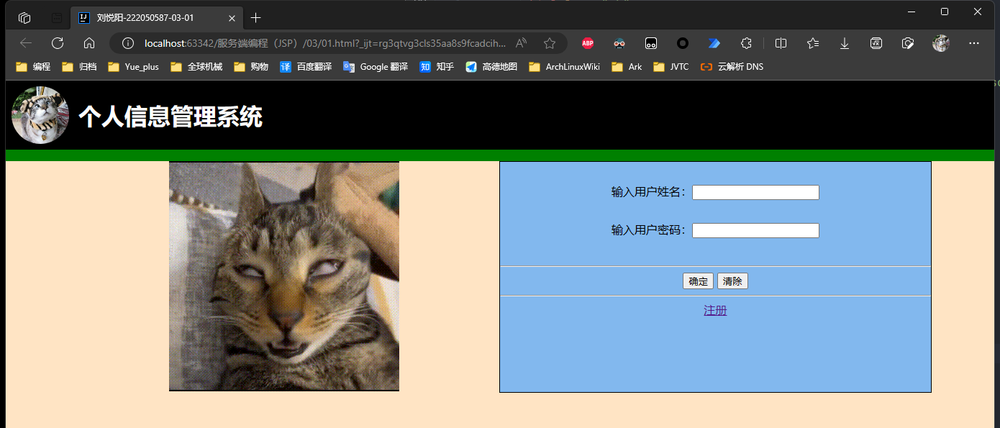 刘悦阳-222050587-03-01
localhost:63342/服务端编程（JSP）/03/01.html?_ijt=rg3qtvg3cls35aa8s9fcadcih...
编程 归档 Yue_plus 全球机械 购物 百度翻译 Google 翻译 知乎 高德地图 ArchLinuxWiki Ark JVTC 云解析 DNS
个人信息管理系统
输入用户姓名：
输入用户密码：
确定 清除
注册